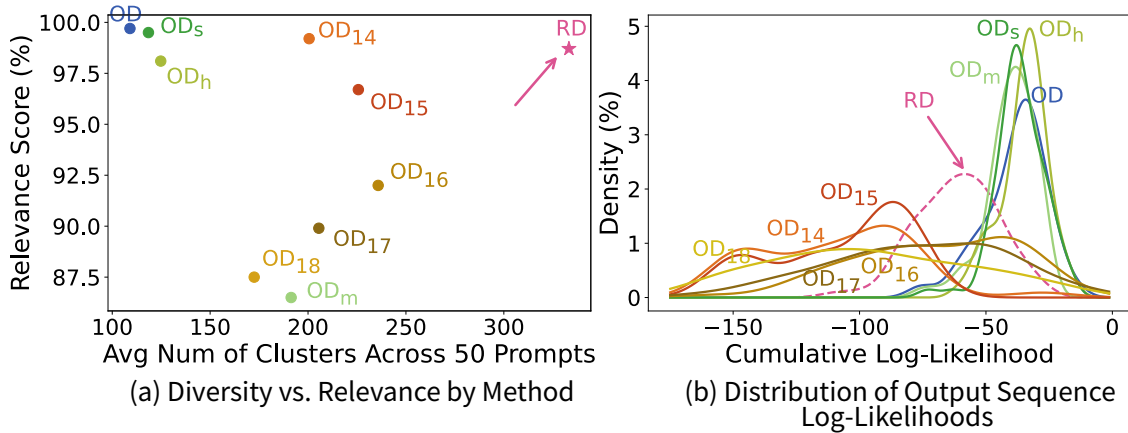 OD
ODs
ODh
OD14
RD
OD15
OD16
OD17
OD18
ODm
100.0
97.5
95.0
92.5
90.0
87.5
Relevance Score (%)
100 150 200 250 300
Avg Num of Clusters Across 50 Prompts
(a) Diversity vs. Relevance by Method
ODs
ODh
ODm
OD
RD
OD15
OD14
OD18
OD16
OD17
5
4
3
2
1
0
Density (%)
−150 −100 −50 0
Cumulative Log-Likelihood
(b) Distribution of Output Sequence
Log-Likelihoods